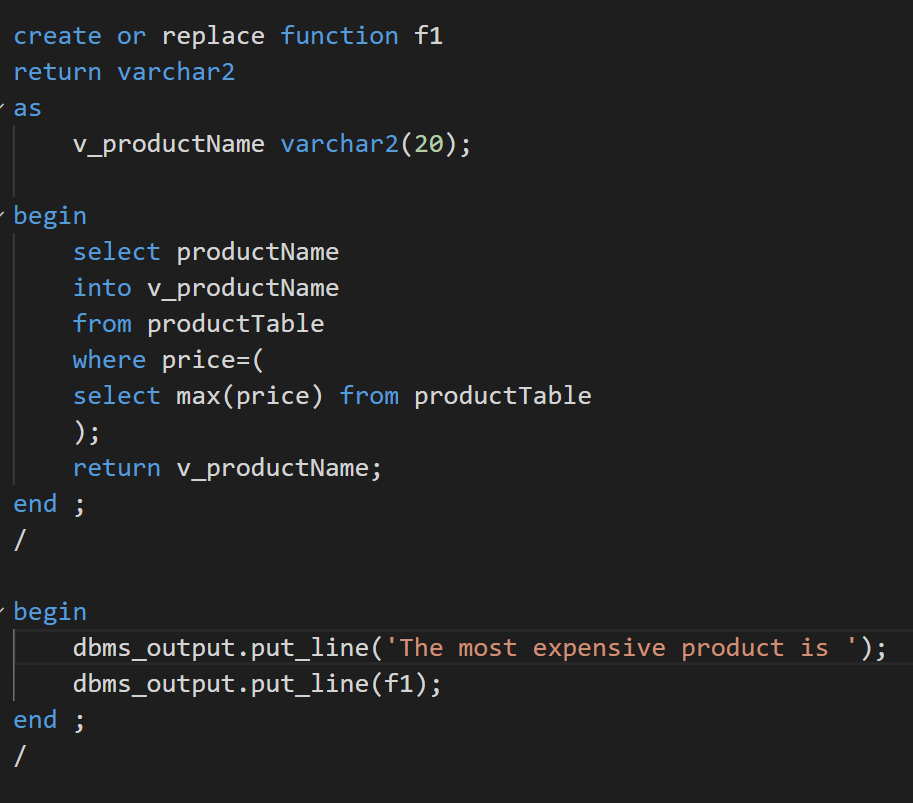 create or replace function f1
return varchar2
as
    v_productName varchar2(20);

begin
    select productName
    into v_productName
    from productTable
    where price=(
    select max(price) from productTable
    );
    return v_productName;
end ;
/

begin
    dbms_output.put_line('The most expensive product is ');
    dbms_output.put_line(f1);
end ;
/